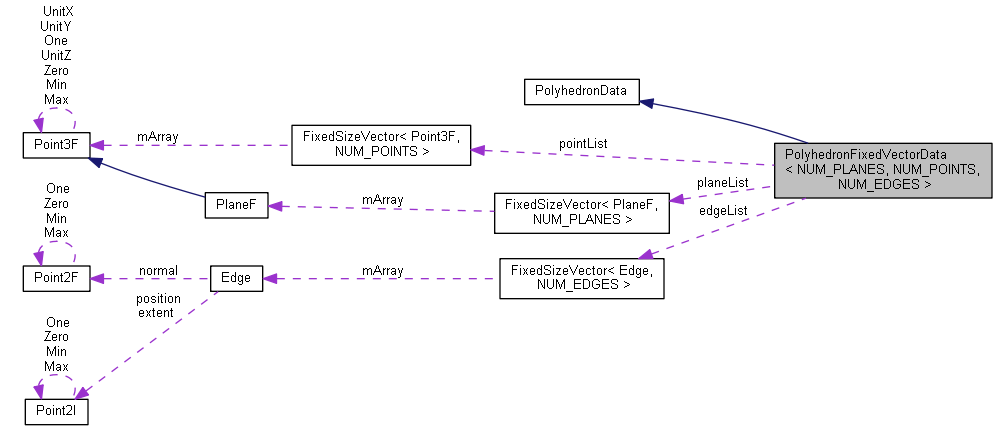 UnitX
UnitY
One
UnitZ
Zero
Min
Max
Point3F
mArray
FixedSizeVector< Point3F,
NUM_POINTS >
pointList
PolyhedronData
PolyhedronFixedVectorData
< NUM_PLANES, NUM_POINTS,
NUM_EDGES >
PlaneF
mArray
FixedSizeVector< PlaneF,
NUM_PLANES >
planeList
edgeList
One
Zero
Min
Max
Point2F
normal
Edge
mArray
FixedSizeVector< Edge,
NUM_EDGES >
position
extent
One
Zero
Min
Max
Point2I